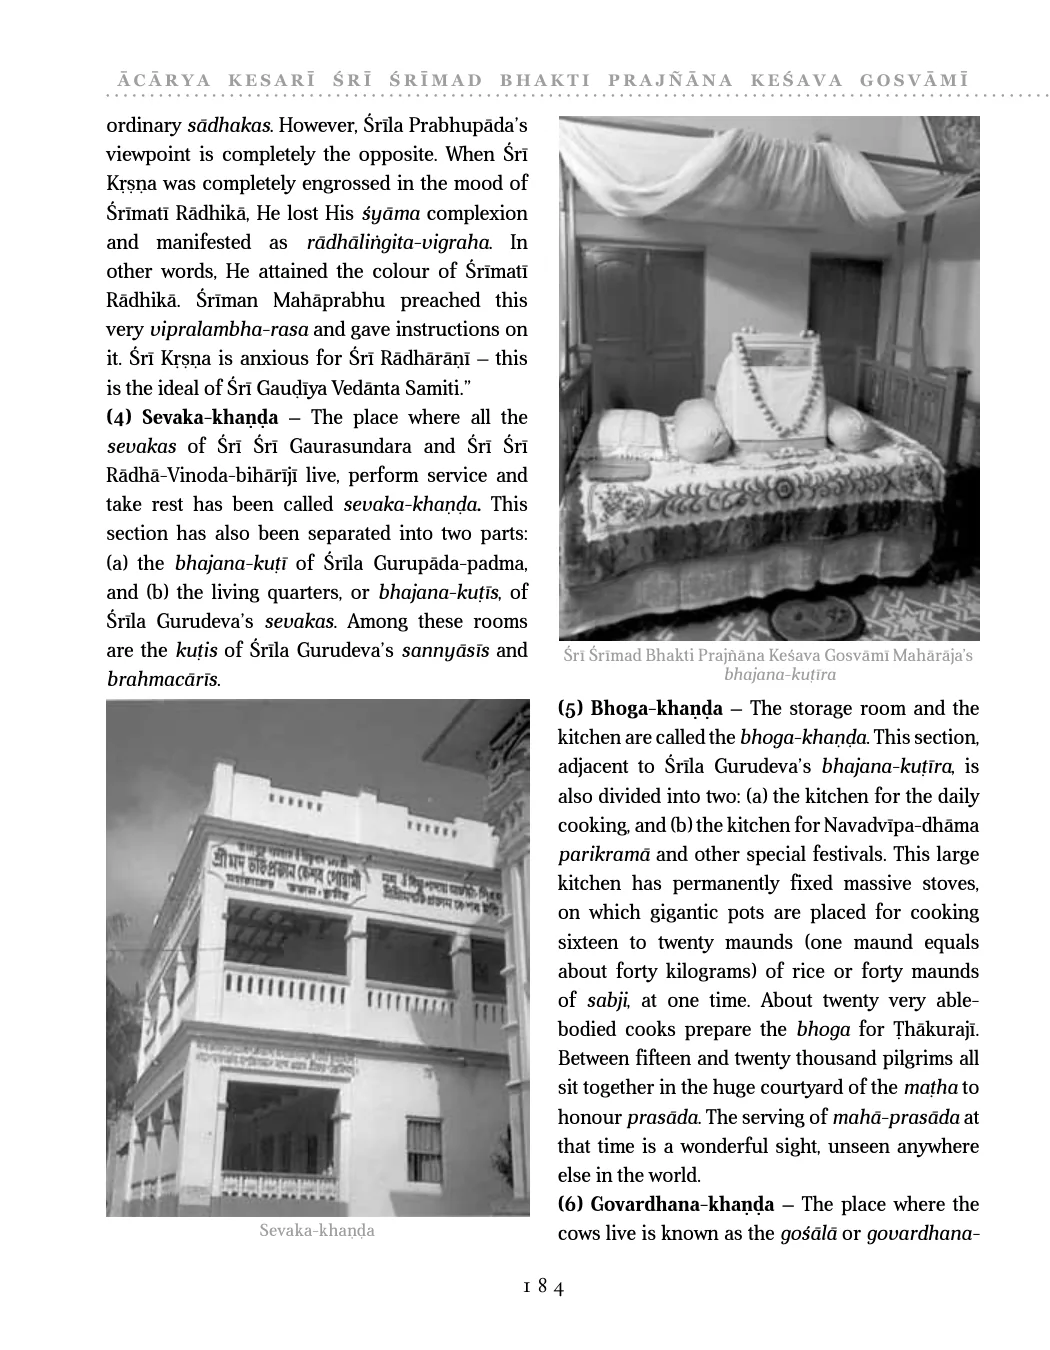 ĀCĀRYA KESARĪ ŚRĪ ŚRĪMAD BHAKTI PRAJÑĀNA KEŚAVA GOSVĀMĪ
ordinary sādhakas. However, Śrīla Prabhupāda’s
viewpoint is completely the opposite. When Śrī
Kṛṣṇa was completely engrossed in the mood of
Śrīmatī Rādhikā, He lost His śyāma complexion
and manifested as rādhāliṅgita-vigraha. In
other words, He attained the colour of Śrīmatī
Rādhikā. Śrīman Mahāprabhu preached this
very vipralambha-rasa and gave instructions on
it. Śrī Kṛṣṇa is anxious for Śrī Rādhārāṇī – this
is the ideal of Śrī Gauḍīya Vedānta Samiti.”
(4) Sevaka-khaṇḍa – The place where all the
sevakas of Śrī Śrī Gaurasundara and Śrī Śrī
Rādhā-Vinoda-bihārījī live, perform service and
take rest has been called sevaka-khaṇḍa. This
section has also been separated into two parts:
(a) the bhajana-kuṭī of Śrīla Gurupāda-padma,
and (b) the living quarters, or bhajana-kuṭīs, of
Śrīla Gurudeva’s sevakas. Among these rooms
are the kuṭis of Śrīla Gurudeva’s sannyāsīs and
brahmacārīs.
শ্রীমদ ভক্তিপ্রজ্ঞান কেশব গোস্বামী
Sevaka-khaṇḍa
Śrī Śrīmad Bhakti Prajñāna Keśava Gosvāmī Mahārāja’s
bhajana-kuṭīra
(5) Bhoga-khaṇḍa – The storage room and the
kitchen are called the bhoga-khaṇḍa. This section,
adjacent to Śrīla Gurudeva’s bhajana-kuṭīra, is
also divided into two: (a) the kitchen for the daily
cooking, and (b) the kitchen for Navadvīpa-dhāma
parikramā and other special festivals. This large
kitchen has permanently fixed massive stoves,
on which gigantic pots are placed for cooking
sixteen to twenty maunds (one maund equals
about forty kilograms) of rice or forty maunds
of sabji, at one time. About twenty very able-
bodied cooks prepare the bhoga for Ṭhākurajī.
Between fifteen and twenty thousand pilgrims all
sit together in the huge courtyard of the maṭha to
honour prasāda. The serving of mahā-prasāda at
that time is a wonderful sight, unseen anywhere
else in the world.
(6) Govardhana-khaṇḍa – The place where the
cows live is known as the gośālā or govardhana-
184